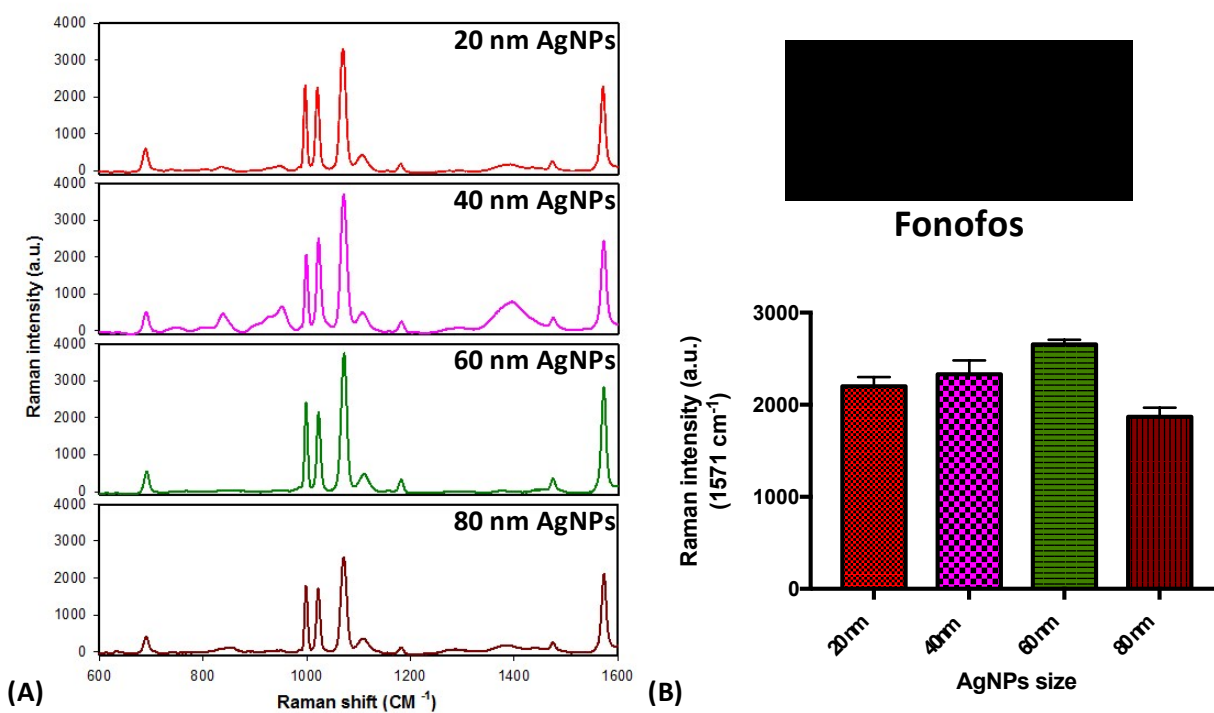 4000
20 nm AgNPs
3000
2000
1000
0
4000
40 nm AgNPs
3000
2000
1000
0
4000
60 nm AgNPs
3000
2000
1000
0
4000
80 nm AgNPs
3000
2000
1000
0
600
800
1000
1200
1400
1600
Raman intensity (a.u.)
Raman shift (CM -1)
(A)
Fonofos
3000
2000
1000
0
Raman intensity (a.u.)
(1571 cm-1)
20nm
40nm
60nm
80nm
AgNPs size
(B)